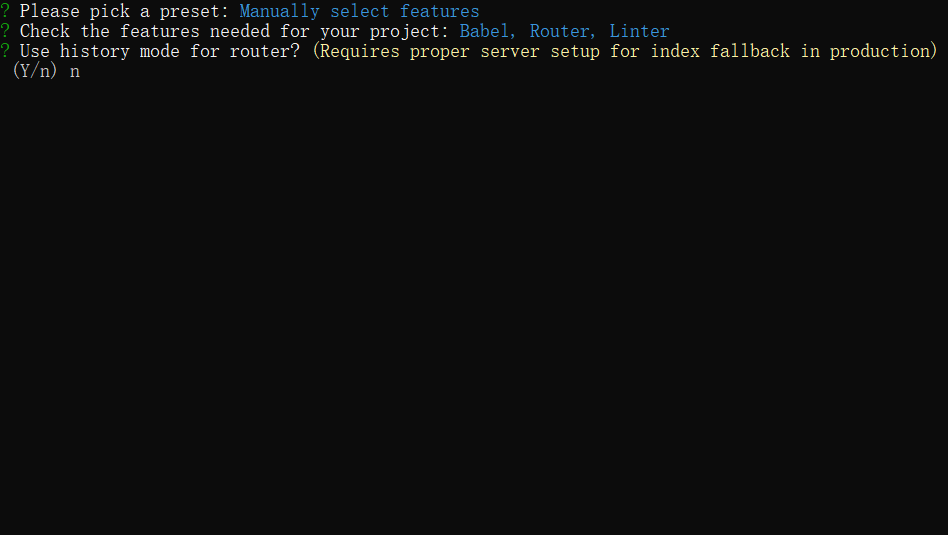 ? Please pick a preset: Manually select features
? Check the features needed for your project: Babel, Router, Linter
? Use history mode for router? (Requires proper server setup for index fallback in production)
(Y/n) n